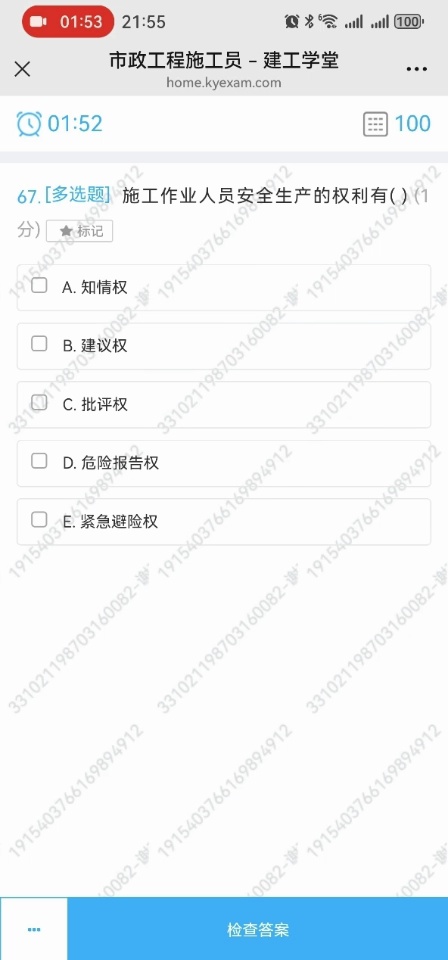 01:53 21:55 100
市政工程施工员 – 建工学堂
home.kyexam.com
01:52 100
67.[多选题] 施工作业人员安全生产的权利有( ) (1
分) ★ 标记
A. 知情权
B. 建议权
C. 批评权
D. 危险报告权
E. 紧急避险权
检查答案
1915403766169894912
331021198703160082-谢